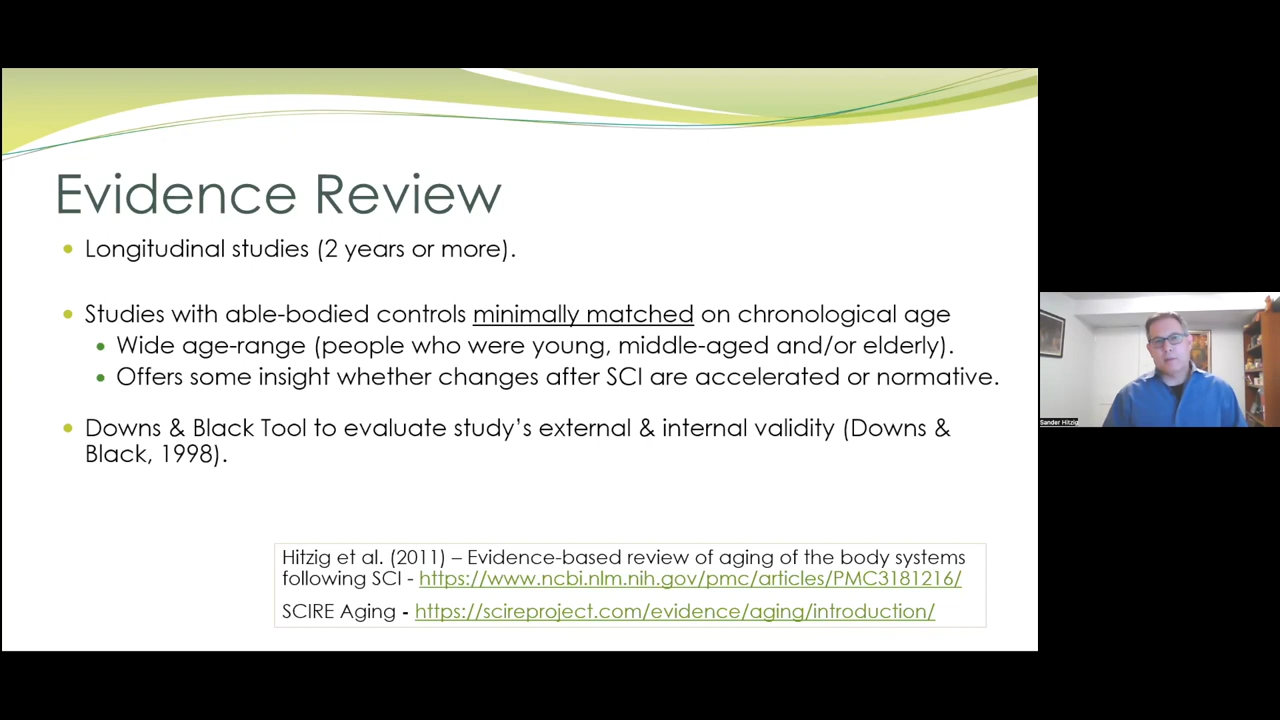 Evidence Review
Longitudinal studies (2 years or more).
Studies with able-bodied controls minimally matched on chronological age
Wide age-range (people who were young, middle-aged and/or elderly).
Offers some insight whether changes after SCI are accelerated or normative.
Downs & Black Tool to evaluate study’s external & internal validity (Downs &
Black, 1998).
Hitzig et al. (2011) – Evidence-based review of aging of the body systems
following SCI - https://www.ncbi.nlm.nih.gov/pmc/articles/PMC3181216/
SCIRE Aging - https://scireproject.com/evidence/aging/introduction/
Sander Hitzig